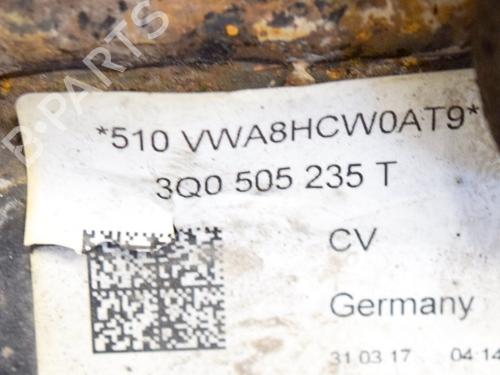 B-PARTS
*510 VWA8HCW0AT9*
3Q0 505 235 T
CV
Germany
31 03 17 04:14